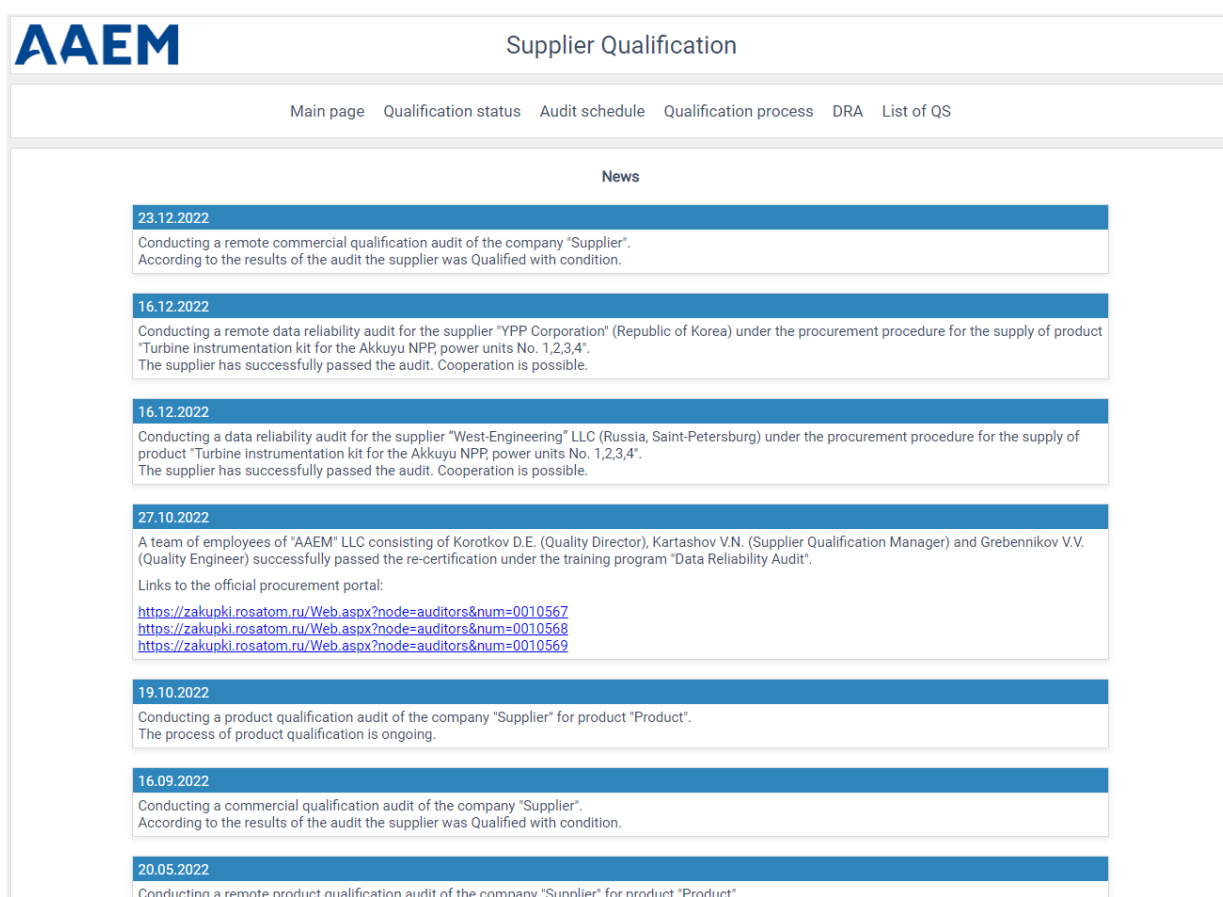 AAEM
Supplier Qualification
Main page Qualification status Audit schedule Qualification process DRA List of QS
News
23.12.2022
Conducting a remote commercial qualification audit of the company "Supplier".
According to the results of the audit the supplier was Qualified with condition.
16.12.2022
Conducting a remote data reliability audit for the supplier "YPP Corporation" (Republic of Korea) under the procurement procedure for the supply of product
"Turbine instrumentation kit for the Akkuyu NPP, power units No. 1,2,3,4".
The supplier has successfully passed the audit. Cooperation is possible.
16.12.2022
Conducting a data reliability audit for the supplier “West-Engineering” LLC (Russia, Saint-Petersburg) under the procurement procedure for the supply of
product "Turbine instrumentation kit for the Akkuyu NPP, power units No. 1,2,3,4".
The supplier has successfully passed the audit. Cooperation is possible.
27.10.2022
A team of employees of "AAEM" LLC consisting of Korotkov D.E. (Quality Director), Kartashov V.N. (Supplier Qualification Manager) and Grebennikov V.V.
(Quality Engineer) successfully passed the re-certification under the training program "Data Reliability Audit".
Links to the official procurement portal:
https://zakupki.rosatom.ru/Web.aspx?node=auditors&num=0010567
https://zakupki.rosatom.ru/Web.aspx?node=auditors&num=0010568
https://zakupki.rosatom.ru/Web.aspx?node=auditors&num=0010569
19.10.2022
Conducting a product qualification audit of the company "Supplier" for product "Product".
The process of product qualification is ongoing.
16.09.2022
Conducting a commercial qualification audit of the company "Supplier".
According to the results of the audit the supplier was Qualified with condition.
20.05.2022
Conducting a remote product qualification audit of the company "Supplier" for product "Product"